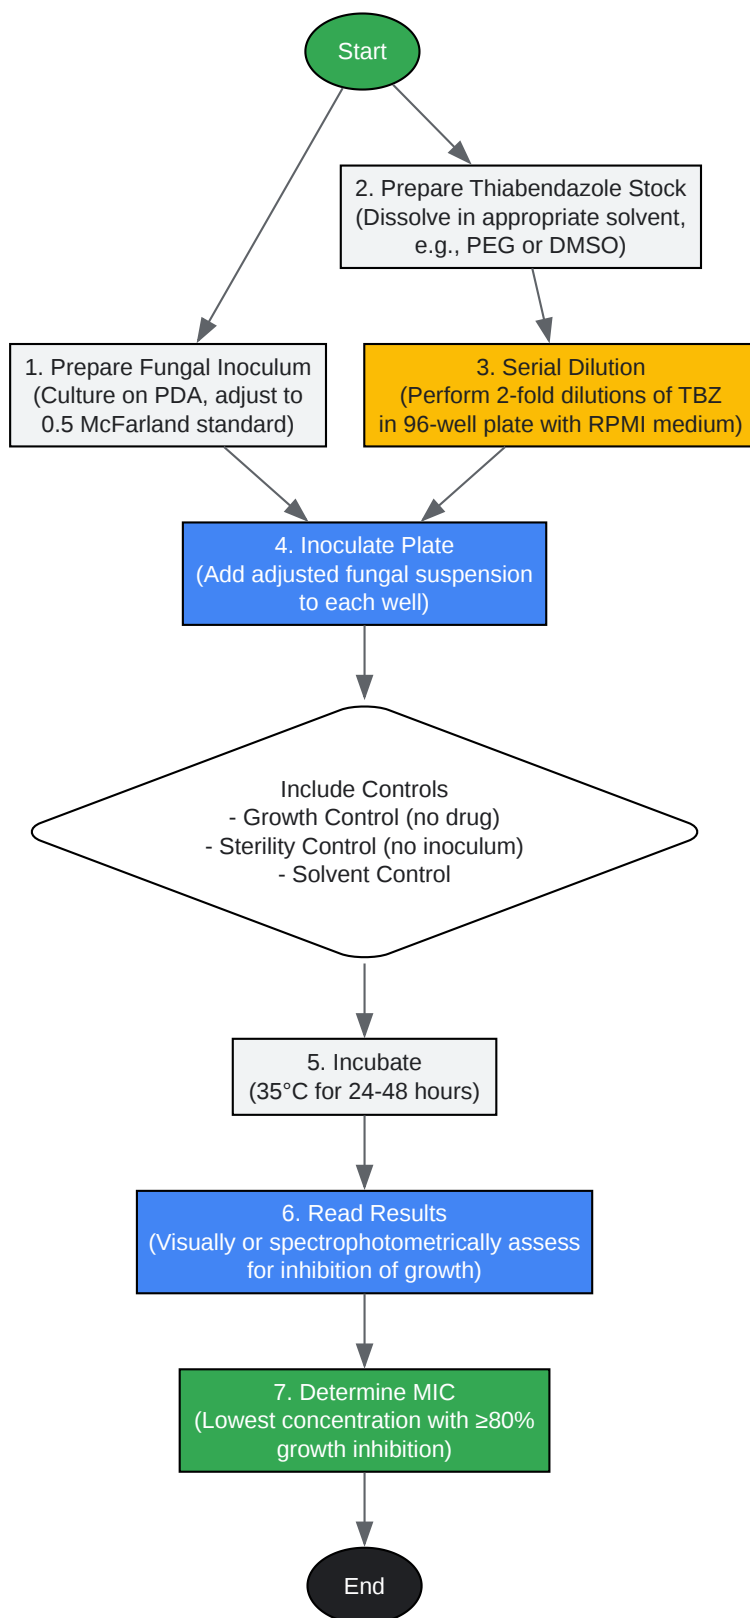 Start
2. Prepare Thiabendazole Stock
(Dissolve in appropriate solvent,
e.g., PEG or DMSO)
1. Prepare Fungal Inoculum
(Culture on PDA, adjust to
0.5 McFarland standard)
3. Serial Dilution
(Perform 2-fold dilutions of TBZ
in 96-well plate with RPMI medium)
4. Inoculate Plate
(Add adjusted fungal suspension
to each well)
Include Controls
- Growth Control (no drug)
- Sterility Control (no inoculum)
- Solvent Control
5. Incubate
(35°C for 24-48 hours)
6. Read Results
(Visually or spectrophotometrically assess
for inhibition of growth)
7. Determine MIC
(Lowest concentration with ≥80%
growth inhibition)
End